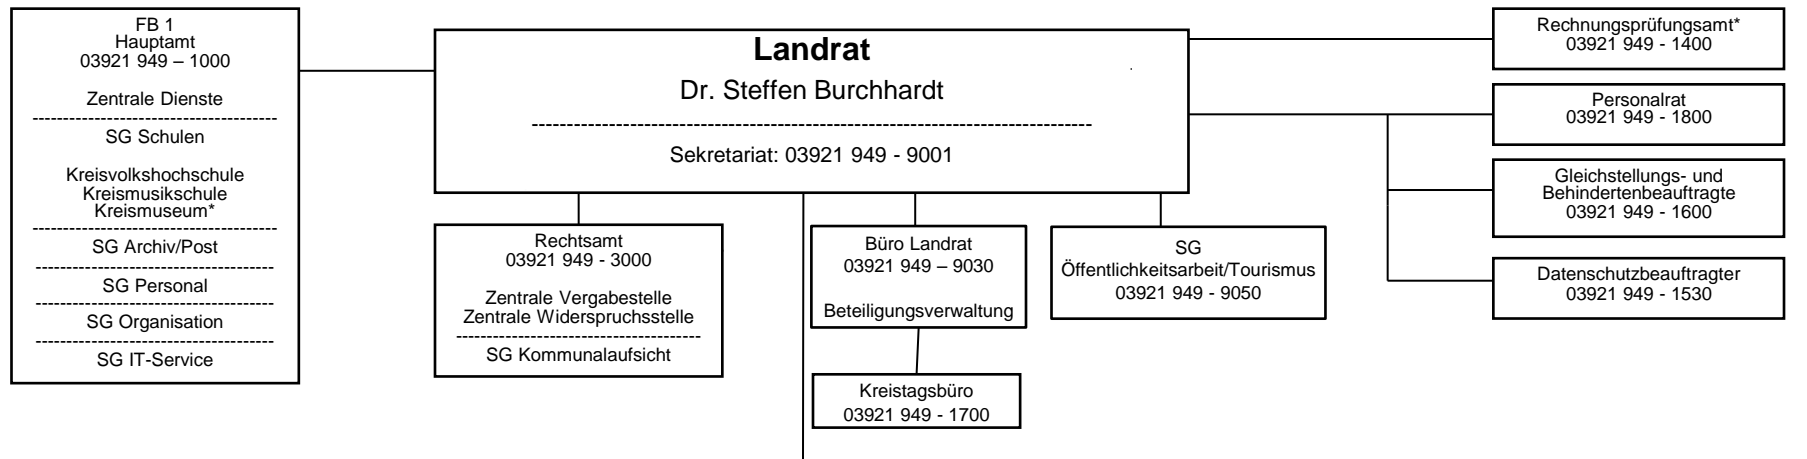 FB 1
Hauptamt
03921 949 – 1000
Zentrale Dienste
SG Schulen
Kreisvolkshochschule
Kreismusikschule
Kreismuseum*
SG Archiv/Post
SG Personal
SG Organisation
SG IT-Service
Landrat
Dr. Steffen Burchhardt
Sekretariat: 03921 949 - 9001
Rechtsamt
03921 949 - 3000
Zentrale Vergabestelle
Zentrale Widerspruchsstelle
SG Kommunalaufsicht
Büro Landrat
03921 949 – 9030
Beteiligungsverwaltung
Kreistagsbüro
03921 949 - 1700
SG
Öffentlichkeitsarbeit/Tourismus
03921 949 - 9050
Rechnungsprüfungsamt*
03921 949 - 1400
Personalrat
03921 949 - 1800
Gleichstellungs- und
Behindertenbeauftragte
03921 949 - 1600
Datenschutzbeauftragter
03921 949 - 1530